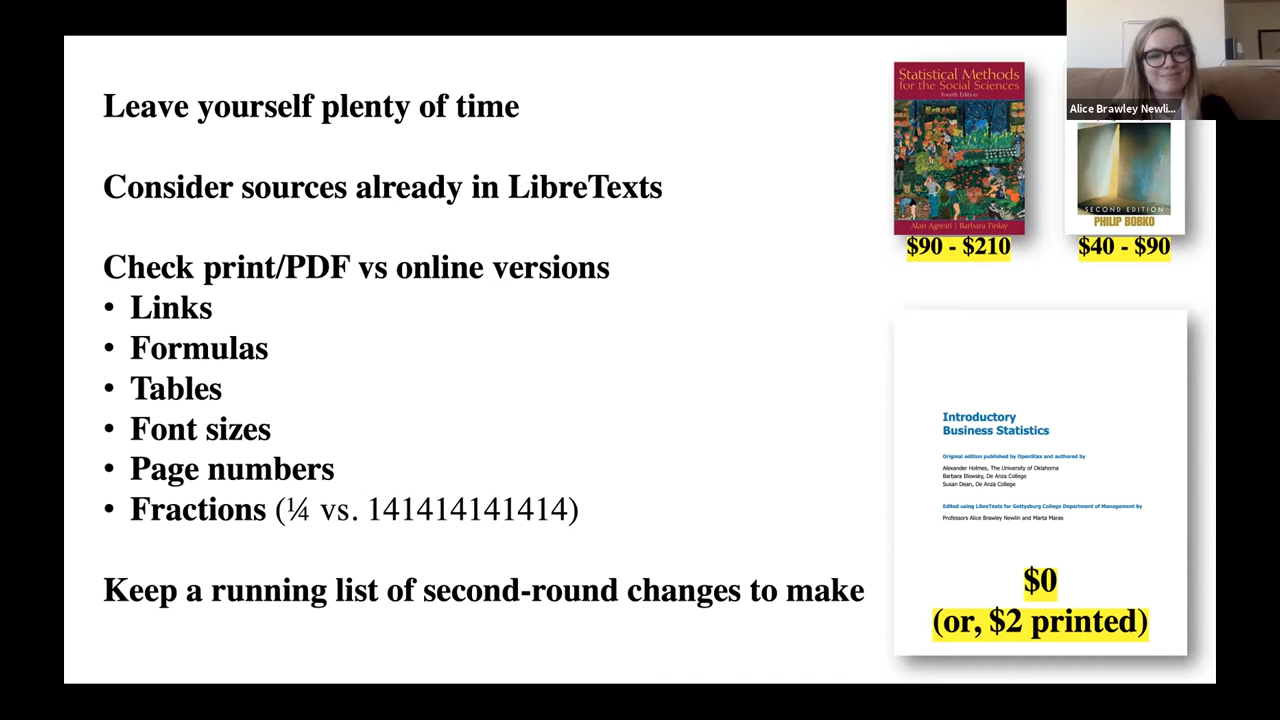 Leave yourself plenty of time
Consider sources already in LibreTexts
Check print/PDF vs online versions
• Links
• Formulas
• Tables
• Font sizes
• Page numbers
• Fractions (¼ vs. 141414141414)
Keep a running list of second-round changes to make
Statistical Methods
for the Social Sciences
Fourth Edition
Alan Agresti | Barbara Finlay
$90 - $210
Alice Brawley Newli...
SECOND EDITION
PHILIP BOBKO
$40 - $90
Introductory
Business Statistics
Original edition published by OpenStax and authored by
Alexander Holmes, The University of Oklahoma
Barbara Illowsky, De Anza College
Susan Dean, De Anza College
Edited using LibreTexts for Gettysburg College Department of Management by
Professors Alice Brawley Newlin and Marta Maras
$0
(or, $2 printed)